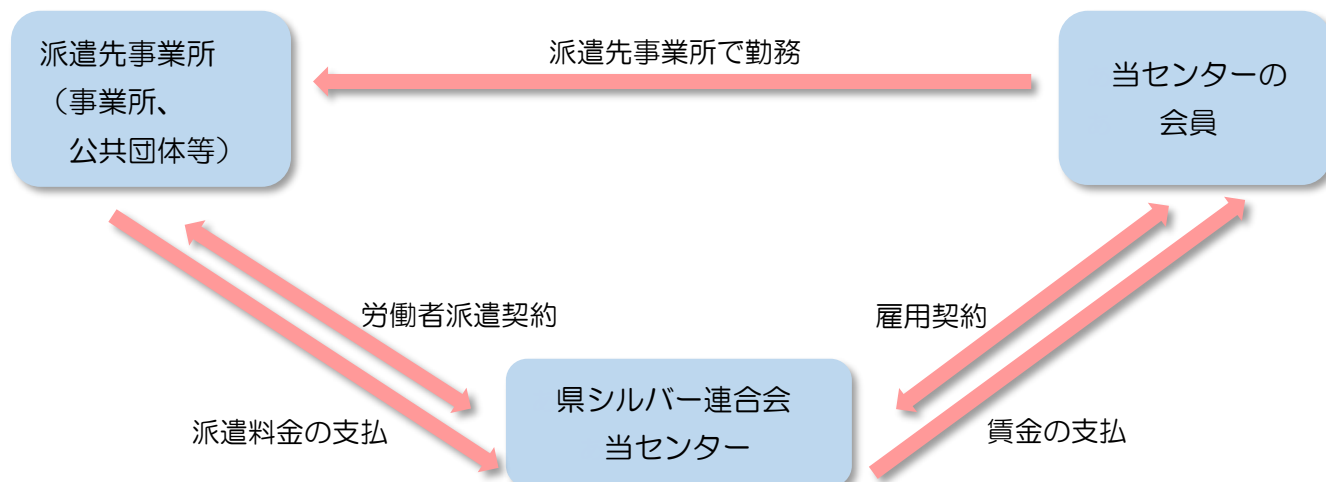 派遣先事業所
（事業所、
公共団体等）
派遣先事業所で勤務
当センターの
会員
労働者派遣契約
雇用契約
派遣料金の支払
県シルバー連合会
当センター
賃金の支払